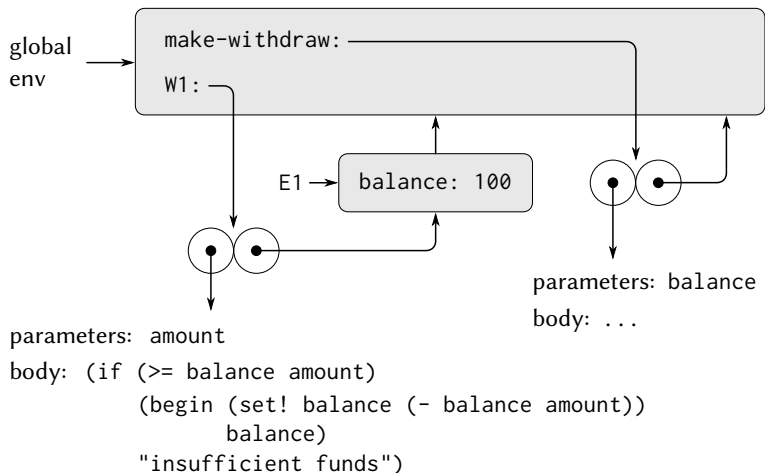 global
env
make-withdraw:
W1:
E1
balance: 100
parameters: balance
body: ...
parameters: amount
body: (if (>= balance amount)
(begin (set! balance (- balance amount))
balance)
"insufficient funds")